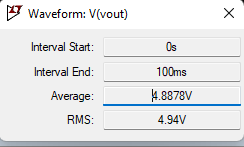 Waveform: V(vout)
Interval Start: 0s
Interval End: 100ms
Average: 4.8878V
RMS: 4.94V